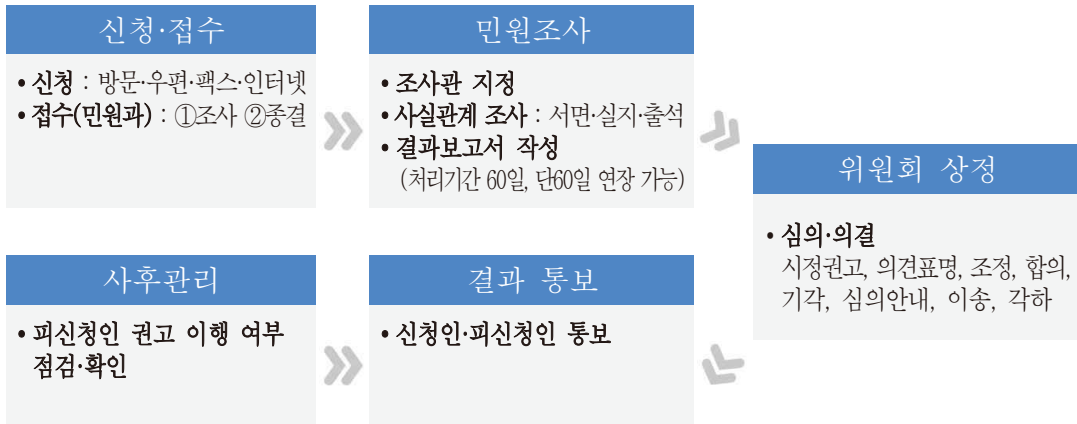 신청·접수
• 신청 : 방문·우편·팩스·인터넷
• 접수(민원과) : ①조사 ②종결
민원조사
• 조사관 지정
• 사실관계 조사 : 서면·실지·출석
• 결과보고서 작성
(처리기간 60일, 단60일 연장 가능)
위원회 상정
• 심의·의결
시정권고, 의견표명, 조정, 합의,
기각, 심의안내, 이송, 각하
결과 통보
• 신청인·피신청인 통보
사후관리
• 피신청인 권고 이행 여부
점검·확인